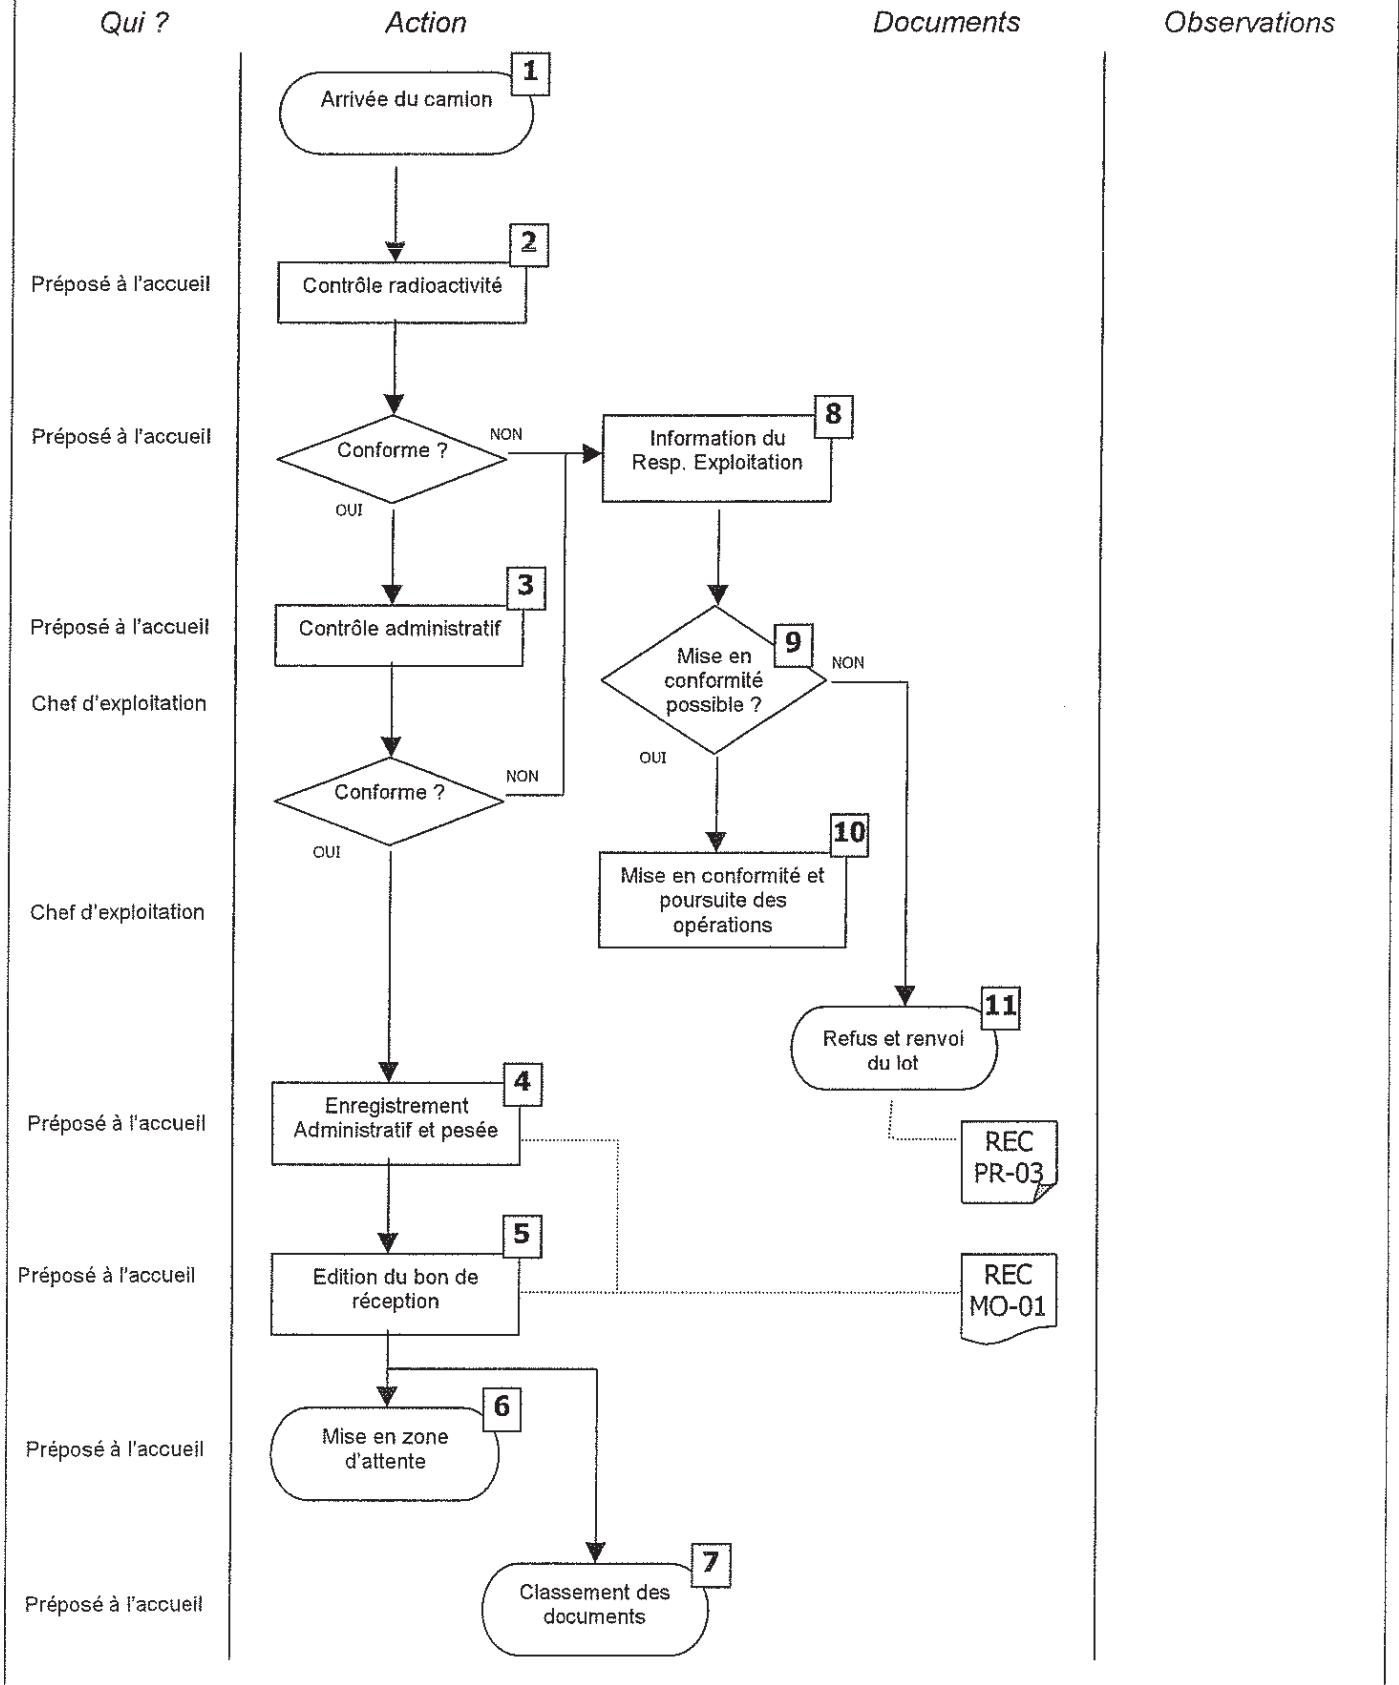 Qui ?
Action
Documents
Observations
1
Arrivée du camion
2
Préposé à l'accueil
Contrôle radioactivité
8
Préposé à l'accueil
Conforme ?
NON
Information du
Resp. Exploitation
OUI
3
Préposé à l'accueil
Contrôle administratif
9
Mise en
conformité
possible ?
NON
Chef d'exploitation
OUI
Conforme ?
NON
OUI
10
Chef d'exploitation
Mise en conformité et
poursuite des
opérations
11
Refus et renvoi
du lot
4
Préposé à l'accueil
Enregistrement
Administratif et pesée
REC
PR-03
5
Préposé à l'accueil
Edition du bon de
réception
REC
MO-01
6
Préposé à l'accueil
Mise en zone
d'attente
7
Préposé à l'accueil
Classement des
documents